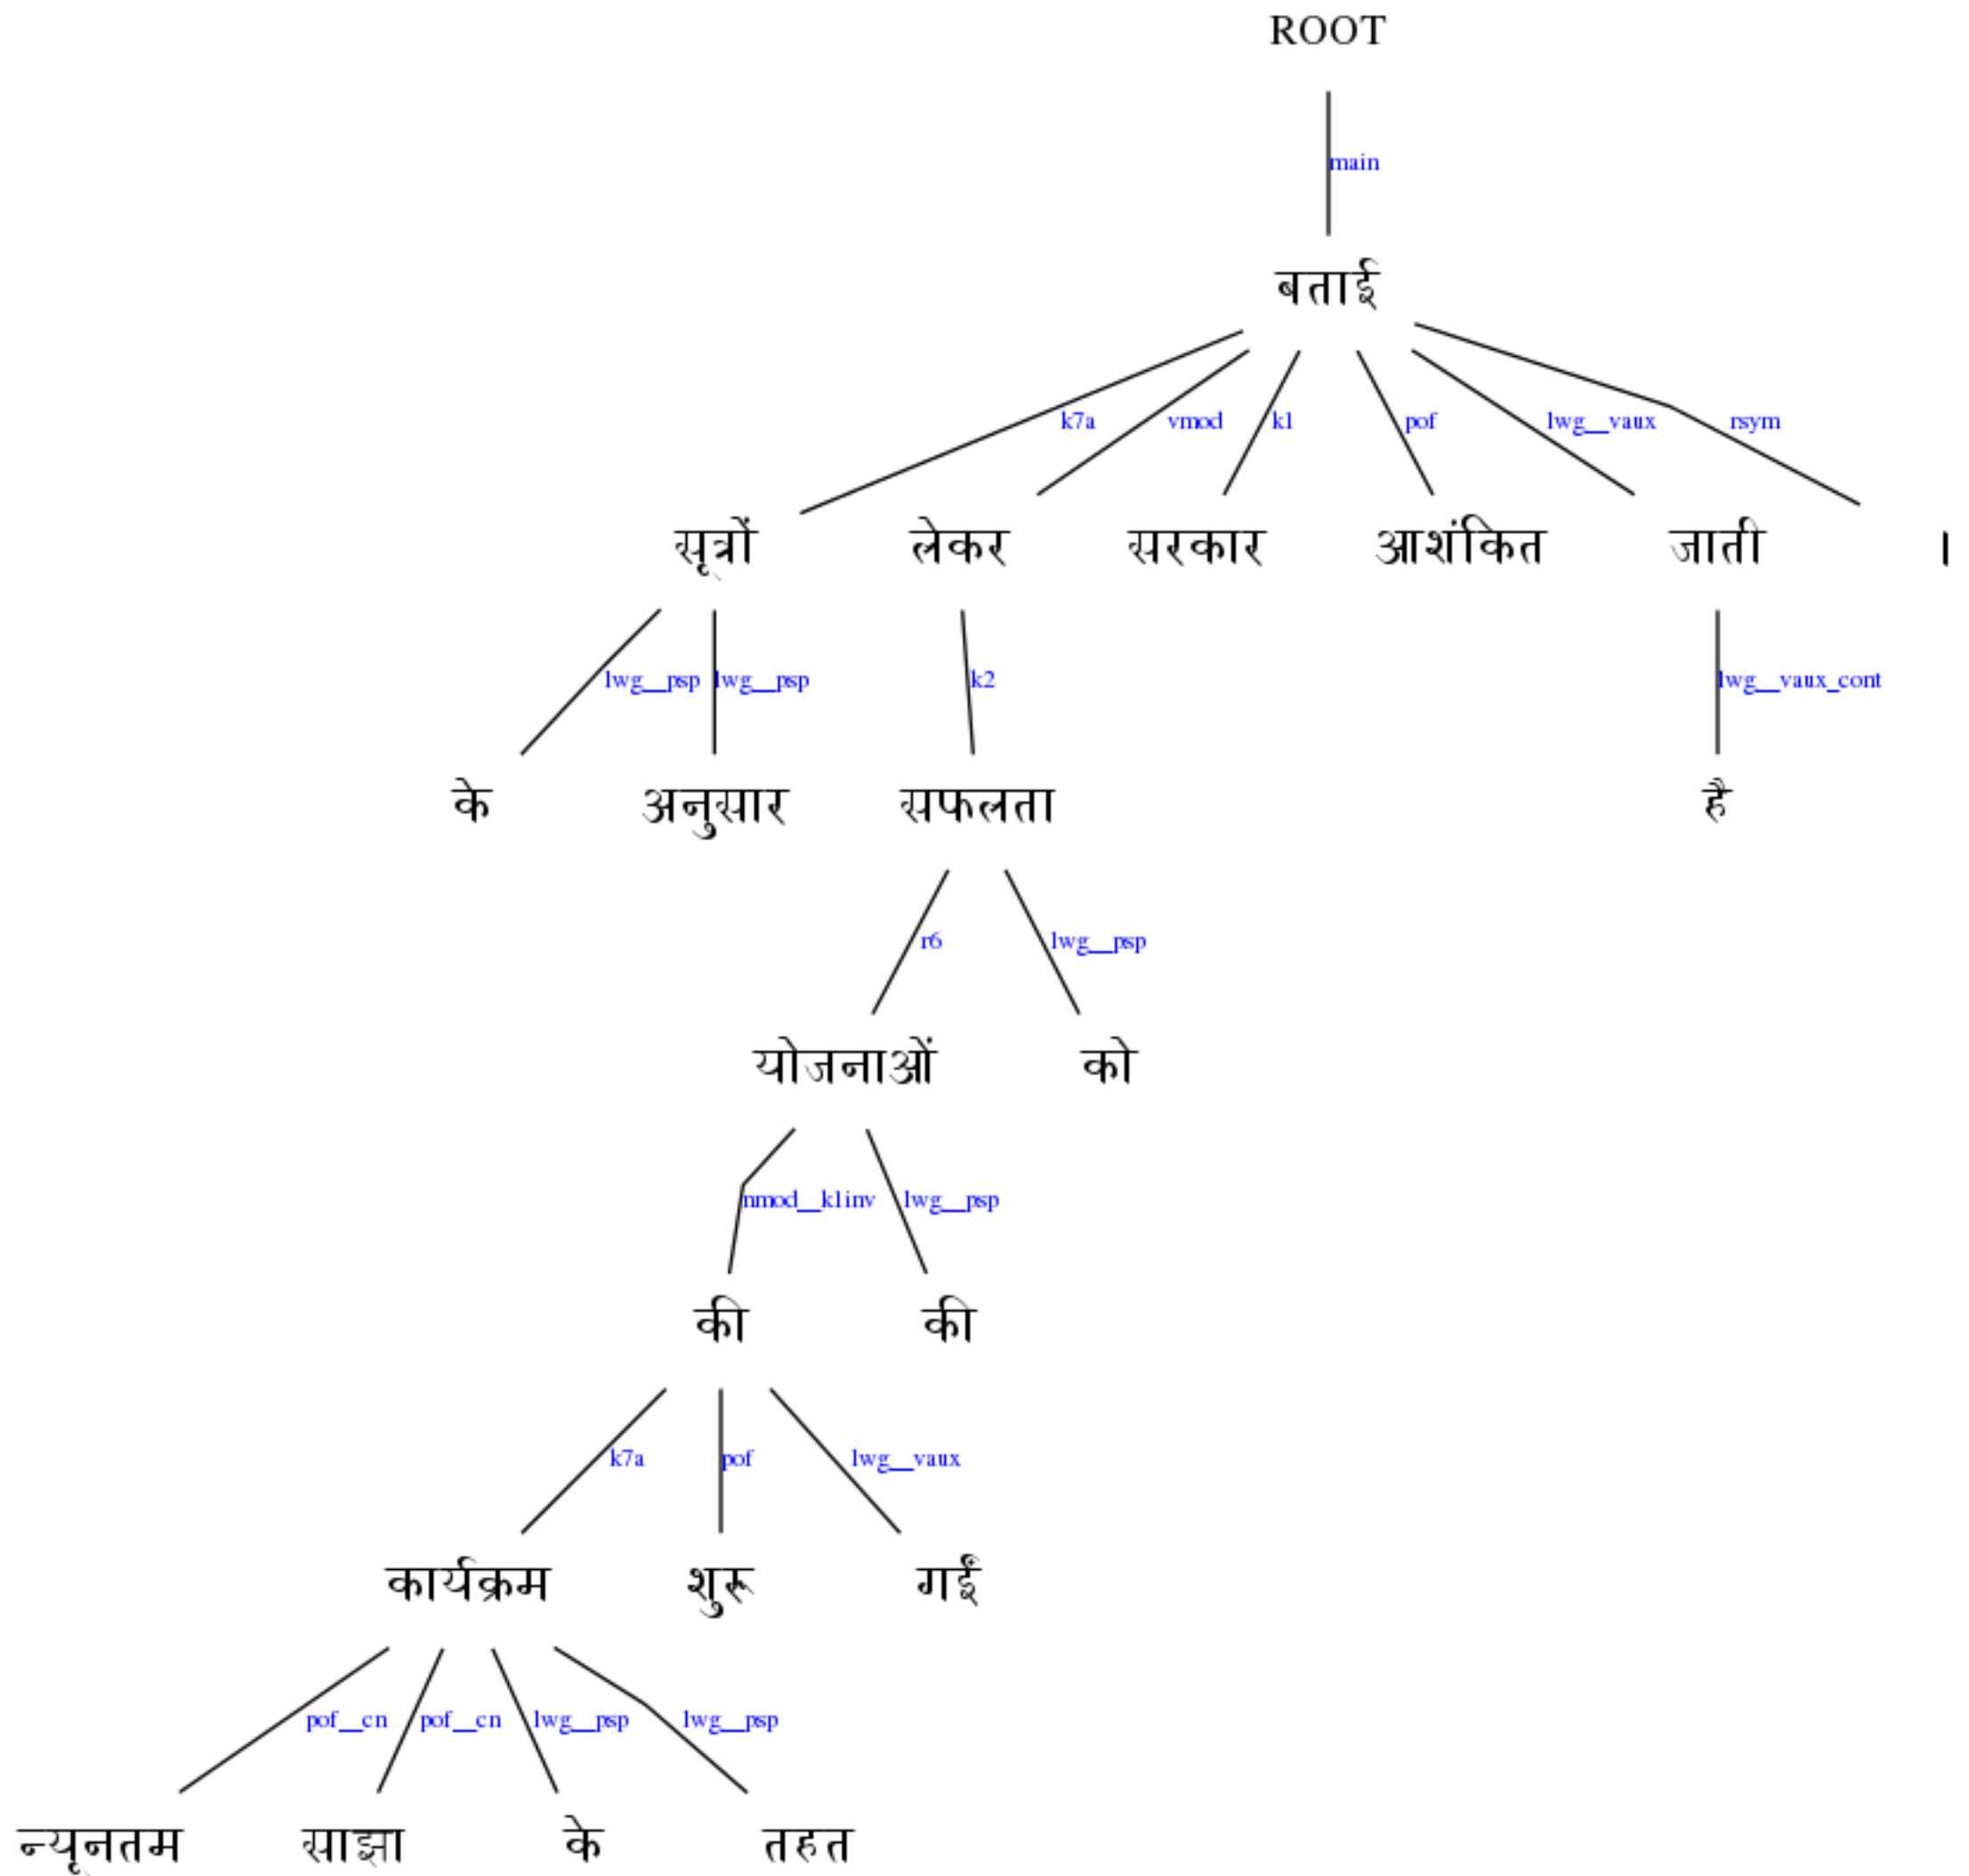 ROOT
main
बताई
k7a vmod k1 pof lwg__vaux rsym
सूत्रों लेकर सरकार आशंकित जाती ।
lwg__psp lwg__psp k2 lwg__vaux_cont
के अनुसार सफलता है
r6 lwg__psp
योजनाओं को
nmod__k1inv lwg__psp
की की
k7a pof lwg__vaux
कार्यक्रम शुरू गईं
pof__cn pof__cn lwg__psp lwg__psp
न्यूनतम साझा के तहत